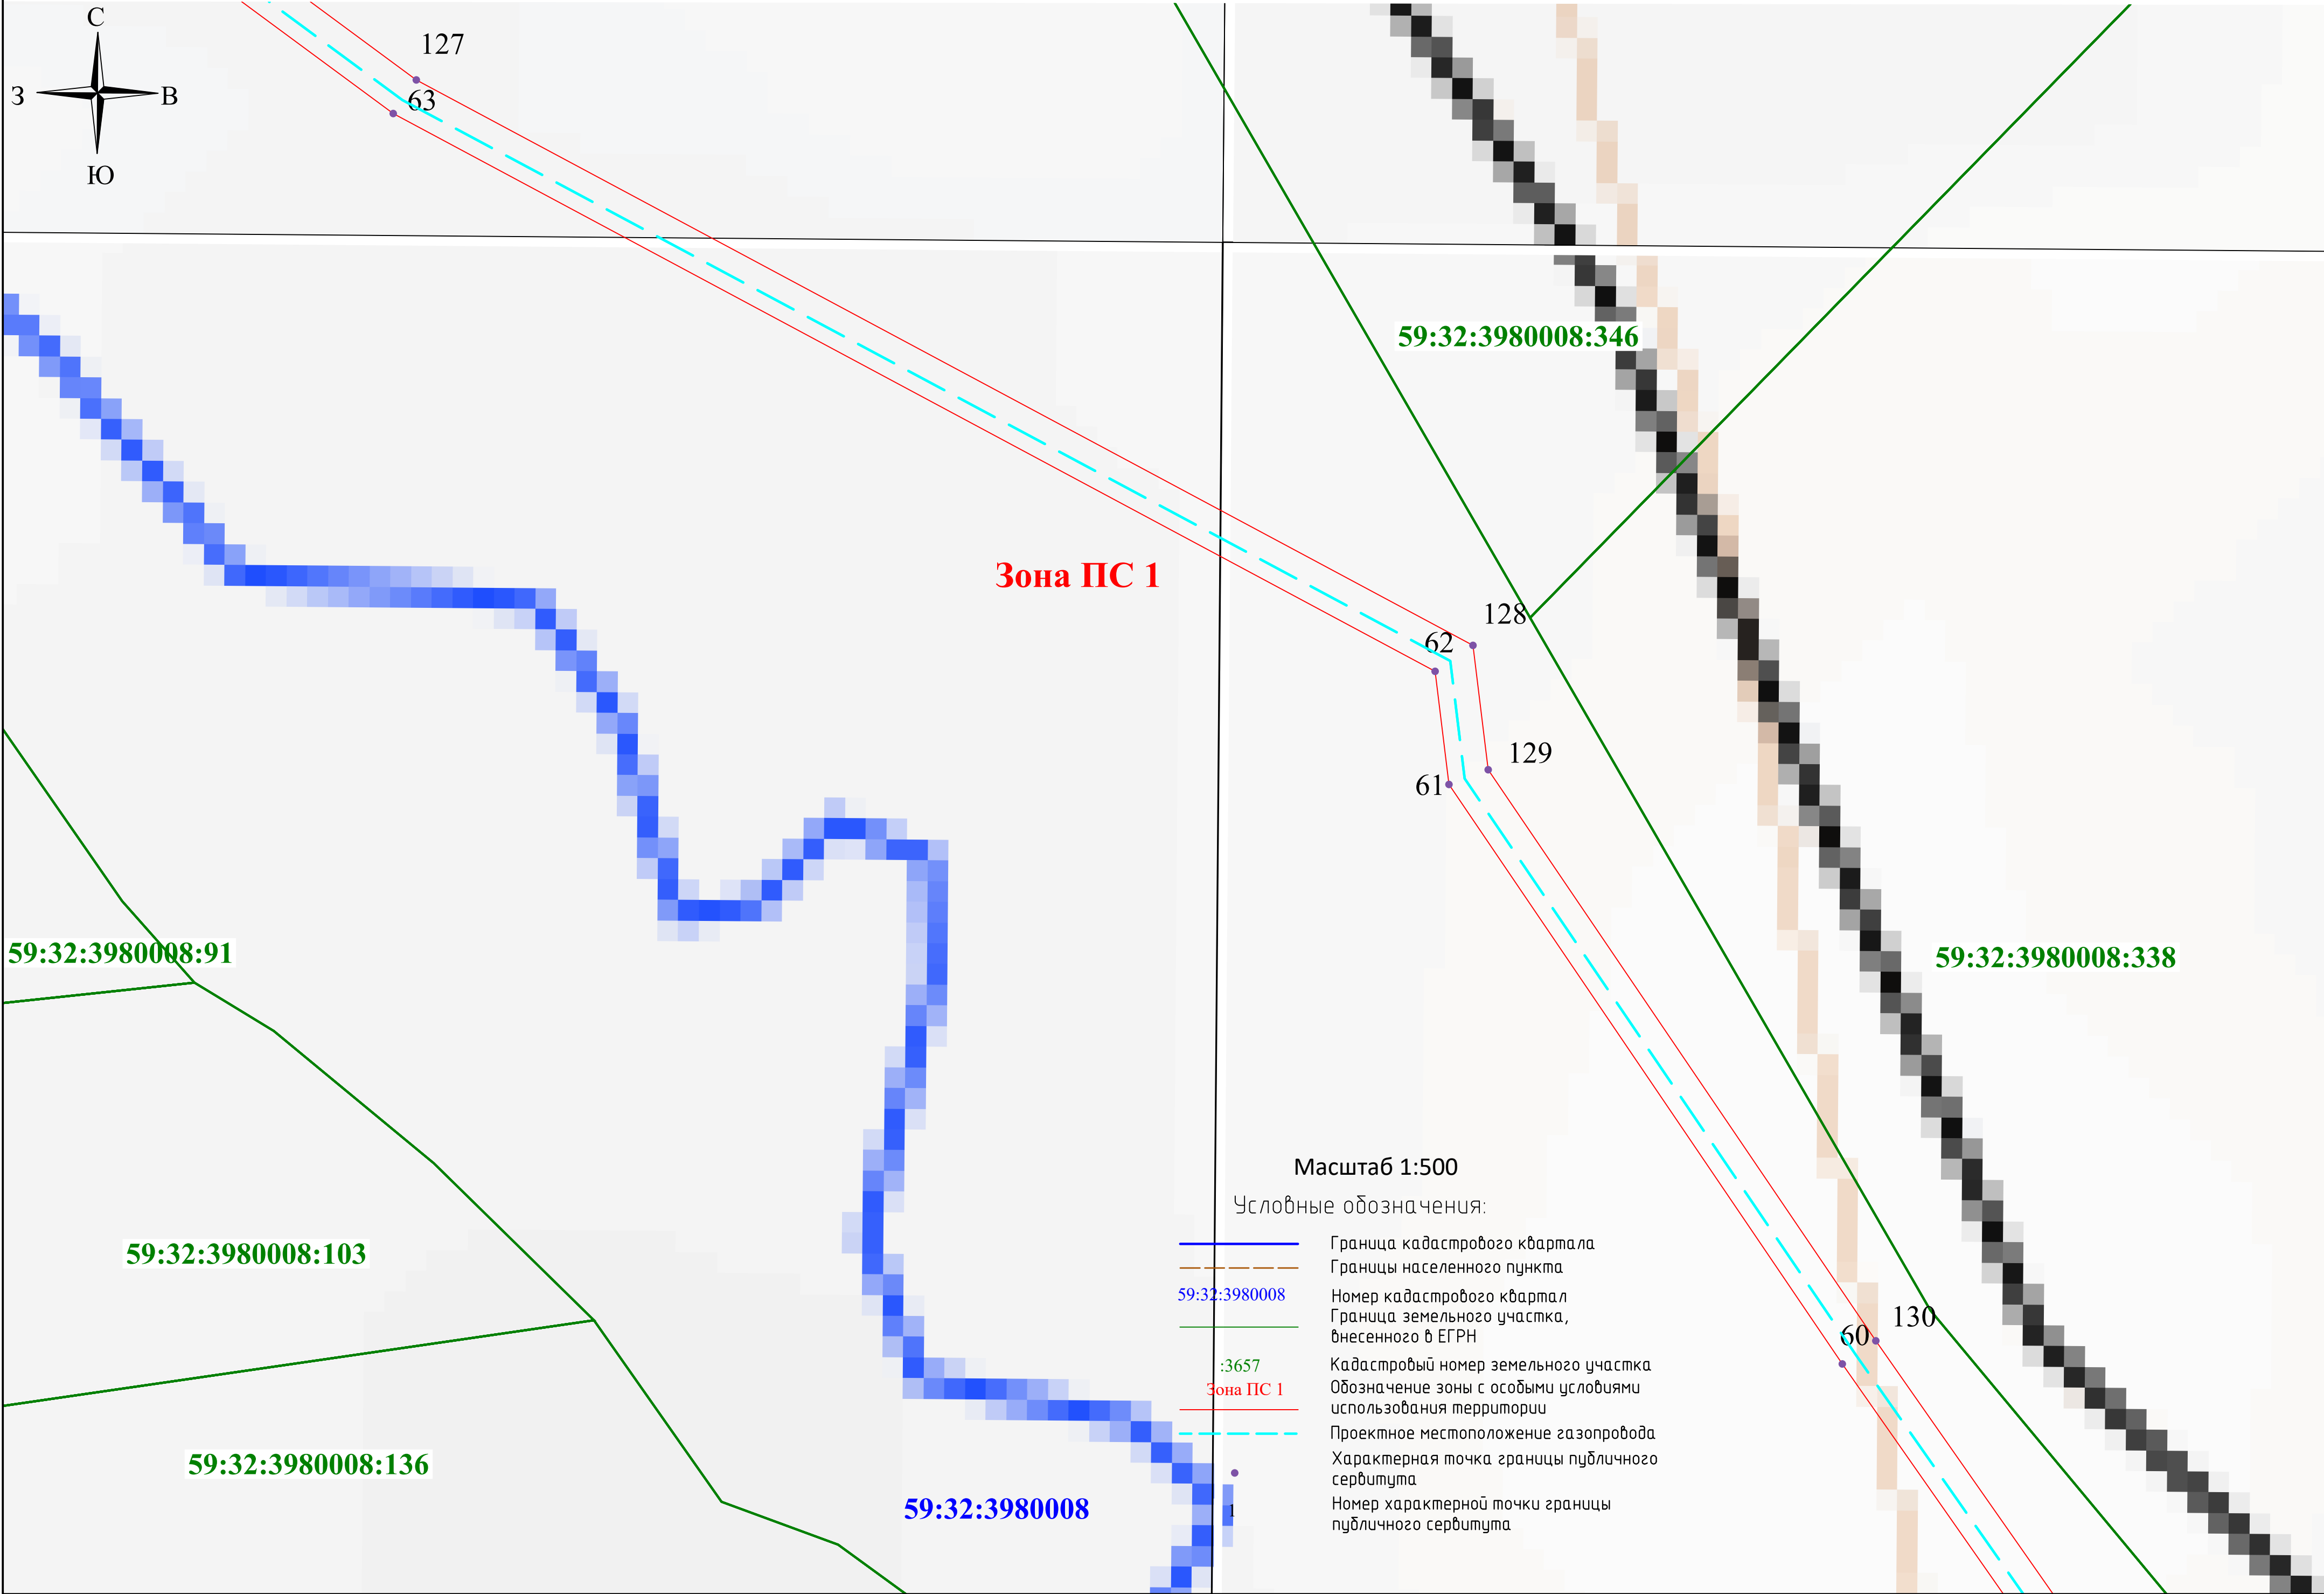 С
127
З
В
63
Ю
59:32:3980008:346
Зона ПС 1
128
62
129
61
59:32:3980008:91
59:32:3980008:338
Масштаб 1:500
Условные обозначения:
Граница кадастрового квартала
59:32:3980008:103
Границы населенного пункта
59:32:3980008
Номер кадастрового квартал
Граница земельного участка,
внесенного в ЕГРН
130
60
:3657
Кадастровый номер земельного участка
Зона ПС 1
Обозначение зоны с особыми условиями
использования территории
Проектное местоположение газопровода
59:32:3980008:136
Характерная точка границы публичного
сервитута
59:32:3980008
1
Номер характерной точки границы
публичного сервитута